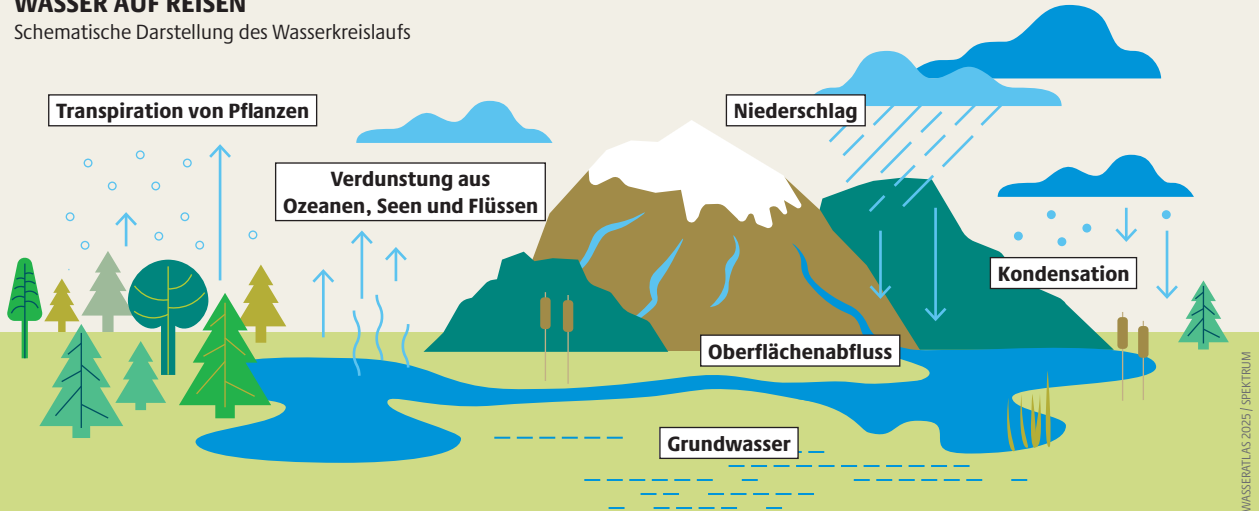 WASSER AUF REISEN
Schematische Darstellung des Wasserkreislaufs
Transpiration von Pflanzen
Niederschlag
Verdunstung aus
Ozeanen, Seen und Flüssen
Kondensation
Oberflächenabfluss
Grundwasser
WASSERATLAS 2025 / SPEKTRUM